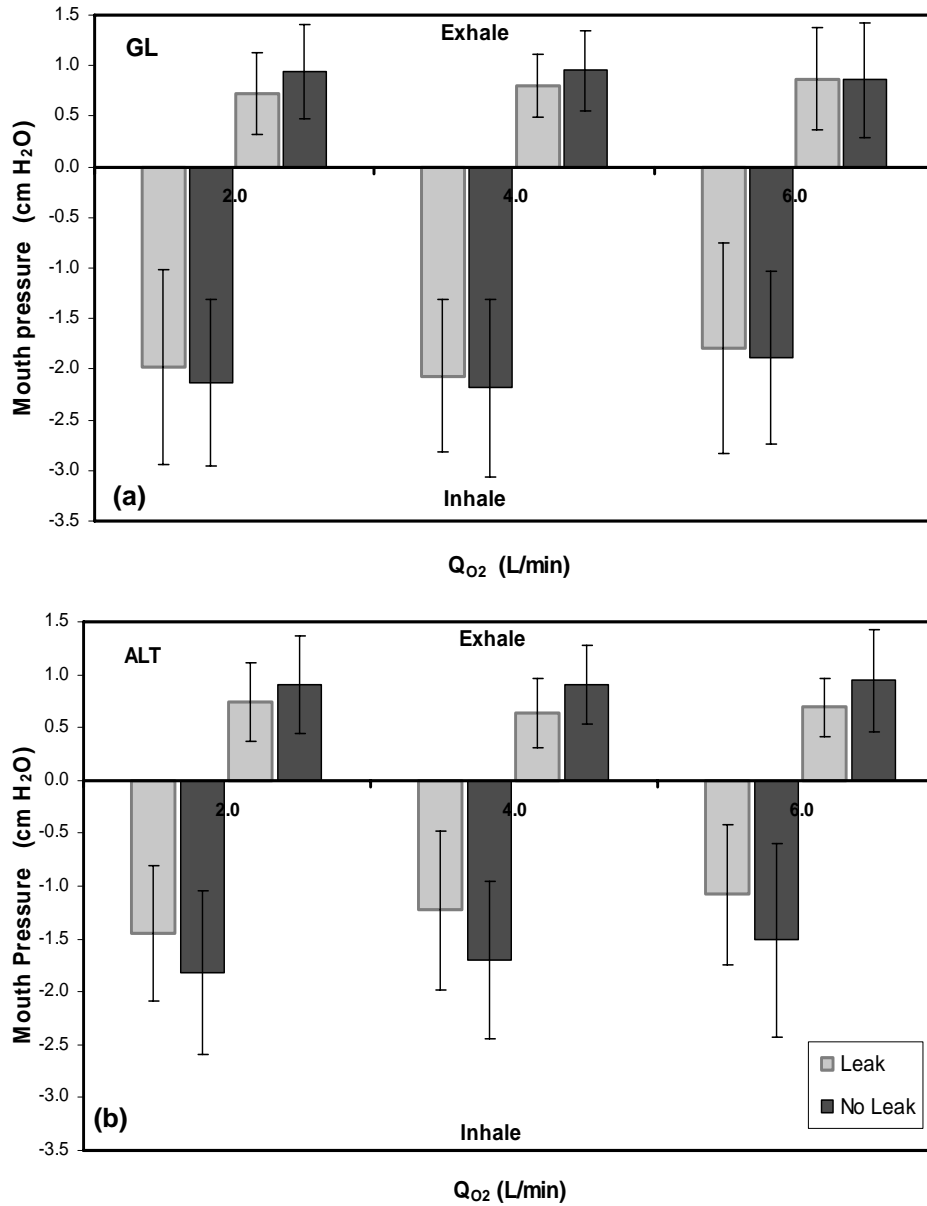 1.5
Exhale
GL
1.0
0.5
0.0
2.0 4.0 6.0
-0.5
-1.0
-1.5
-2.0
-2.5
-3.0
(a)
Inhale
-3.5
Mouth pressure (cm H₂O)
Q_O2 (L/min)
1.5
Exhale
ALT
1.0
0.5
0.0
2.0 4.0 6.0
-0.5
-1.0
-1.5
-2.0
-2.5
Leak
-3.0
No Leak
(b)
Inhale
-3.5
Mouth Pressure (cm H₂O)
Q_O2 (L/min)